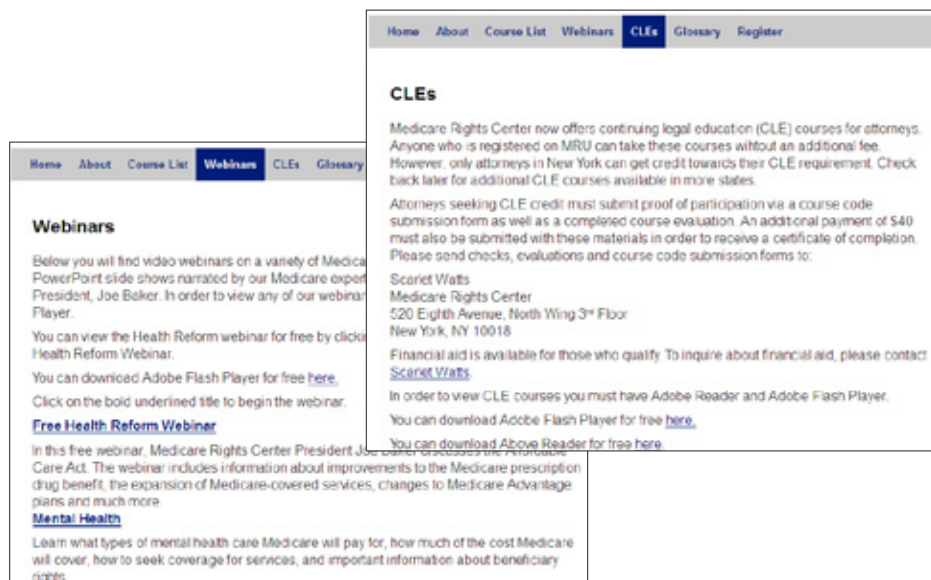 Home About Course List Webinars CLEs Glossary Register
CLEs
Medicare Rights Center now offers continuing legal education (CLE) courses for attorneys.
Anyone who is registered on MRU can take these courses wihtout an additional fee.
However, only attorneys in New York can get credit towards their CLE requirement. Check
back later for additional CLE courses available in more states.
Attorneys seeking CLE credit must submit proof of participation via a course code
submission form as well as a completed course evaluation. An additional payment of $40
must also be submitted with these materials in order to receive a certificate of completion.
Please send checks, evaluations and course code submission forms to:
Scarlet Watts
Medicare Rights Center
520 Eighth Avenue, North Wing 3rd Floor
New York, NY 10018
Financial aid is available for those who qualify. To inquire about financial aid, please contact
Scarlet Watts.
In order to view CLE courses you must have Adobe Reader and Adobe Flash Player.
You can download Adobe Flash Player for free here.
You can download Above Reader for free here.
Home About Course List Webinars CLEs Glossary
Webinars
Below you will find video webinars on a variety of Medica
PowerPoint slide shows narrated by our Medicare expert
President, Joe Baker. In order to view any of our webinar
Player.
You can view the Health Reform webinar for free by clicki
Health Reform Webinar.
You can download Adobe Flash Player for free here.
Click on the bold underlined title to begin the webinar.
Free Health Reform Webinar
In this free webinar, Medicare Rights Center President Joe Baker discusses the Affordable
Care Act. The webinar includes information about improvements to the Medicare prescription
drug benefit, the expansion of Medicare-covered services, changes to Medicare Advantage
plans and much more.
Mental Health
Learn what types of mental health care Medicare will pay for, how much of the cost Medicare
will cover, how to seek coverage for services, and important information about beneficiary
rights.